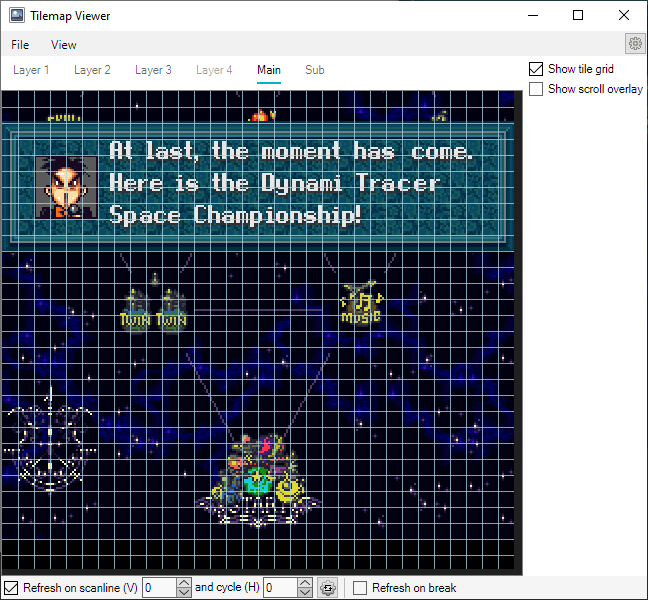 Tilemap Viewer
File View
Layer 1 Layer 2 Layer 3 Layer 4 Main Sub
Show tile grid
Show scroll overlay
At last, the moment has come.
Here is the Dynami Tracer
Space Championship!
TWIN TWIN
MUSIC
Refresh on scanline (V) 0 and cycle (H) 0 Refresh on break